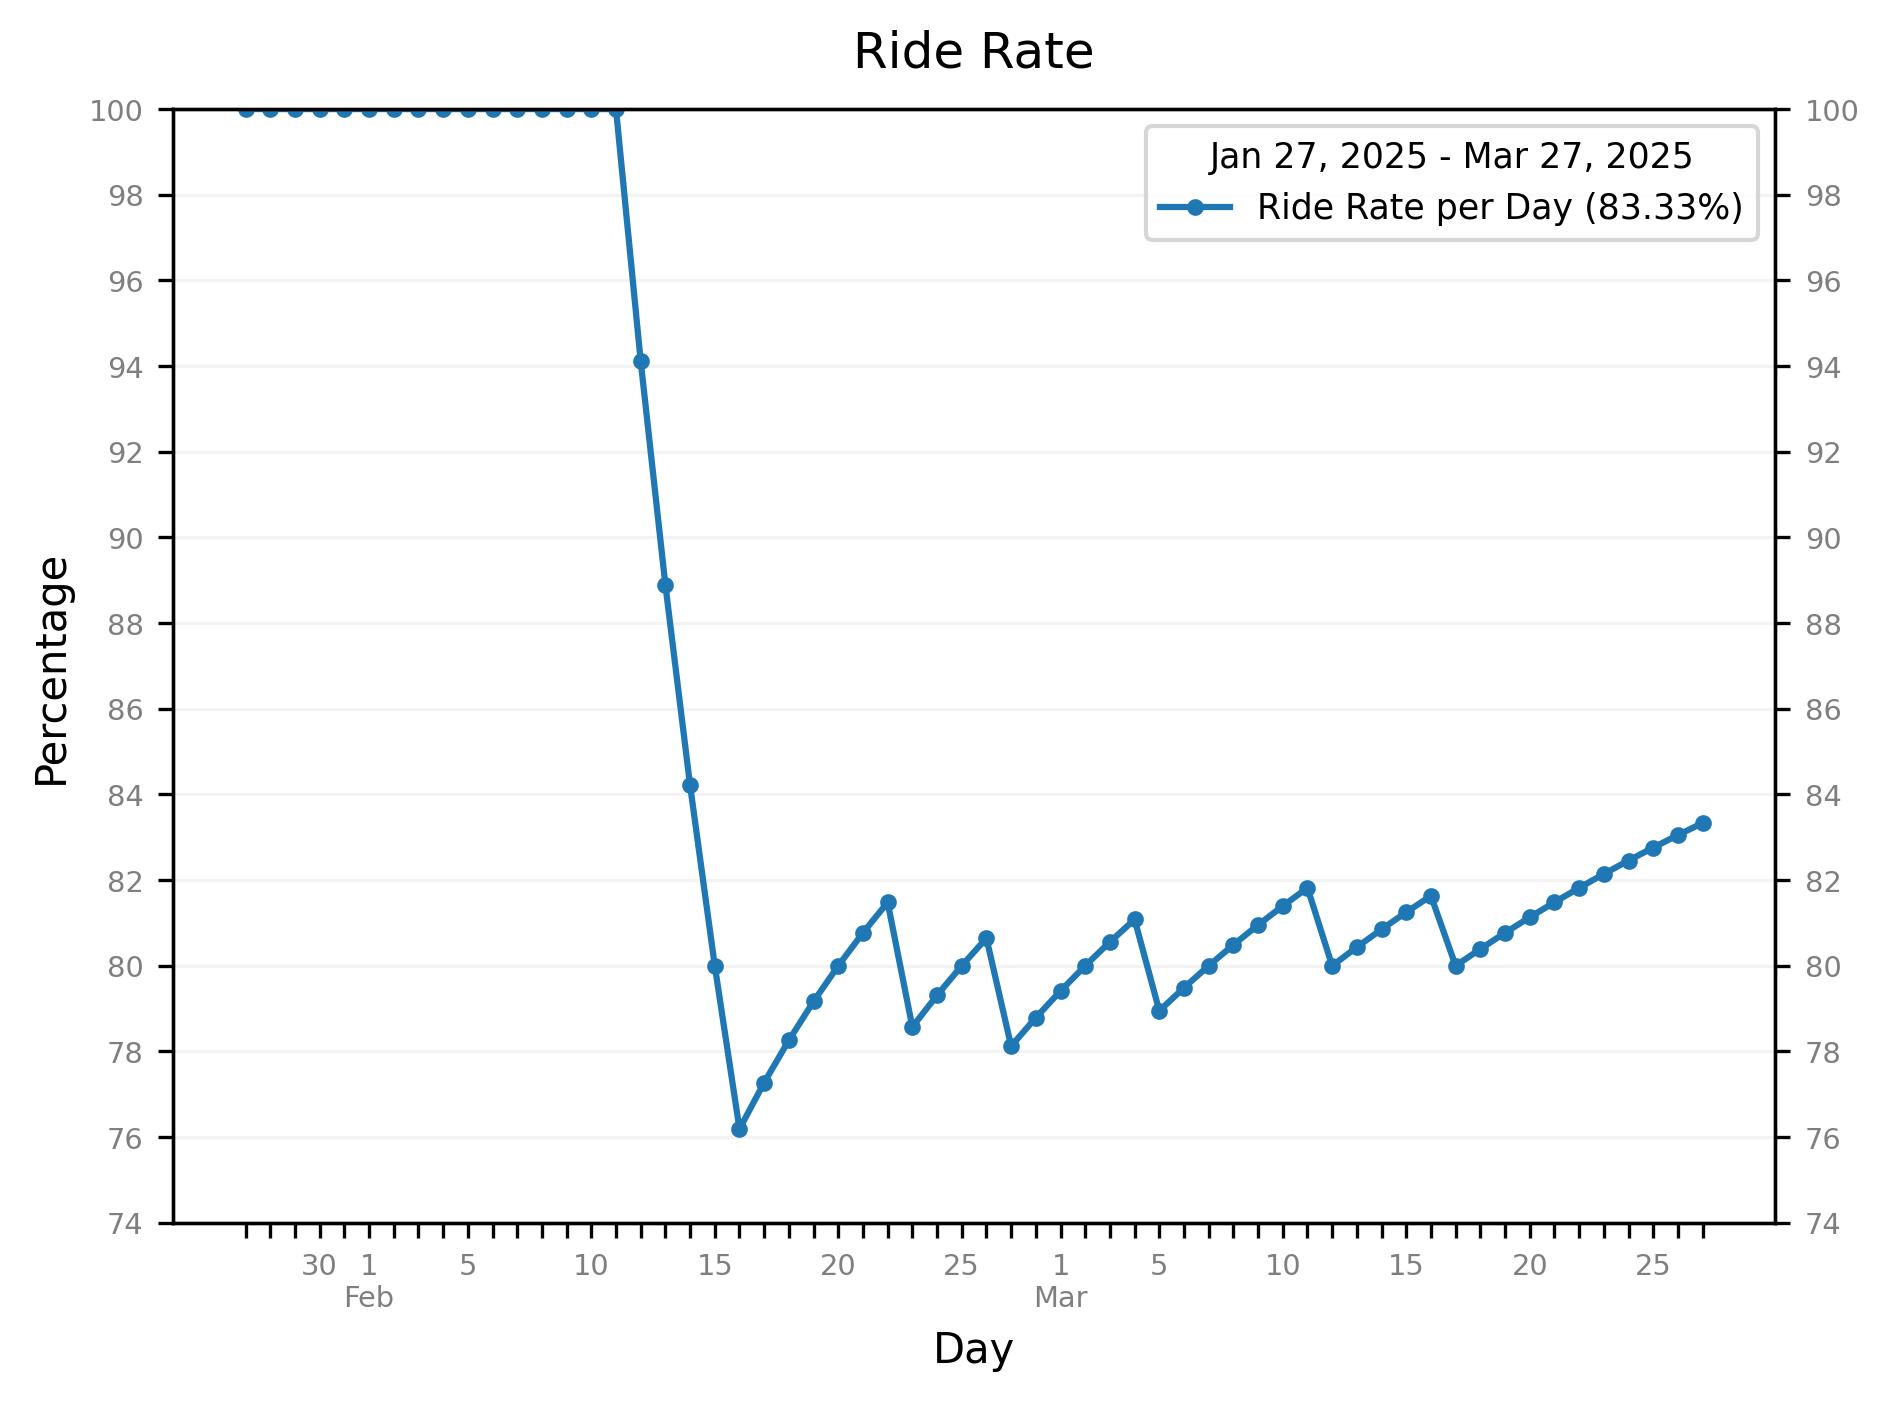 Ride Rate
100 100
Jan 27, 2025 - Mar 27, 2025
98 98
Ride Rate per Day (83.33%)
96 96
94 94
92 92
90 90
88 88
86 86
84 84
82 82
80 80
78 78
76 76
74 74
Percentage
30 1 5 10 15 20 25 1 5 10 15 20 25
Feb Mar
Day